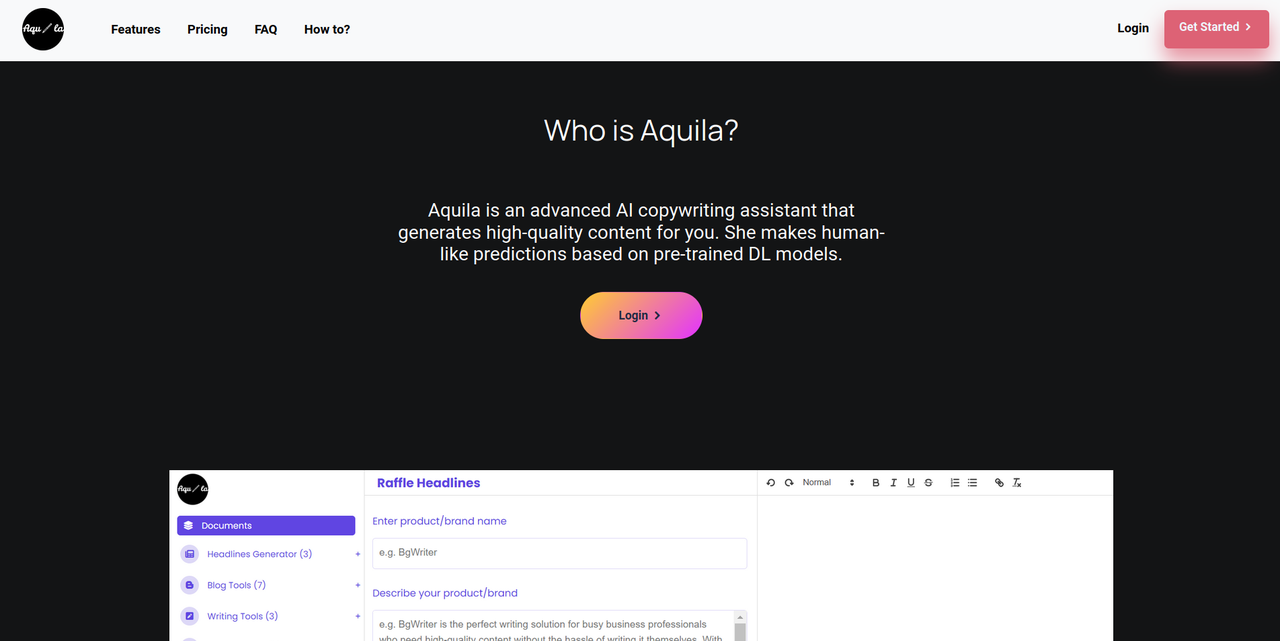 Aqu la
Features
Pricing
FAQ
How to?
Login
Get Started
Who is Aquila?
Aquila is an advanced AI copywriting assistant that
generates high-quality content for you. She makes human-
like predictions based on pre-trained DL models.
Login
Aqu la
Documents
Headlines Generator (3) +
Blog Tools (7) +
Writing Tools (3) +
Raffle Headlines
Enter product/brand name
e.g. BgWriter
Describe your product/brand
e.g. BgWriter is the perfect writing solution for busy business professionals
who need high-quality content without the hassle of writing it themselves. With
Normal B I U S